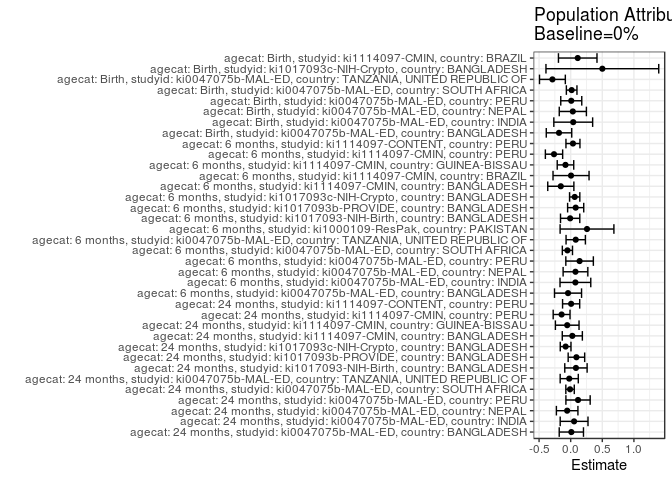 Population Attribu
Baseline=0%
agecat: Birth, studyid: ki1114097-CMIN, country: BRAZIL
agecat: Birth, studyid: ki1017093c-NIH-Crypto, country: BANGLADESH
agecat: Birth, studyid: ki0047075b-MAL-ED, country: TANZANIA, UNITED REPUBLIC OF
agecat: Birth, studyid: ki0047075b-MAL-ED, country: SOUTH AFRICA
agecat: Birth, studyid: ki0047075b-MAL-ED, country: PERU
agecat: Birth, studyid: ki0047075b-MAL-ED, country: NEPAL
agecat: Birth, studyid: ki0047075b-MAL-ED, country: INDIA
agecat: Birth, studyid: ki0047075b-MAL-ED, country: BANGLADESH
agecat: 6 months, studyid: ki1114097-CONTENT, country: PERU
agecat: 6 months, studyid: ki1114097-CMIN, country: PERU
agecat: 6 months, studyid: ki1114097-CMIN, country: GUINEA-BISSAU
agecat: 6 months, studyid: ki1114097-CMIN, country: BRAZIL
agecat: 6 months, studyid: ki1114097-CMIN, country: BANGLADESH
agecat: 6 months, studyid: ki1017093c-NIH-Crypto, country: BANGLADESH
agecat: 6 months, studyid: ki1017093b-PROVIDE, country: BANGLADESH
agecat: 6 months, studyid: ki1017093-NIH-Birth, country: BANGLADESH
agecat: 6 months, studyid: ki1000109-ResPak, country: PAKISTAN
agecat: 6 months, studyid: ki0047075b-MAL-ED, country: TANZANIA, UNITED REPUBLIC OF
agecat: 6 months, studyid: ki0047075b-MAL-ED, country: SOUTH AFRICA
agecat: 6 months, studyid: ki0047075b-MAL-ED, country: PERU
agecat: 6 months, studyid: ki0047075b-MAL-ED, country: NEPAL
agecat: 6 months, studyid: ki0047075b-MAL-ED, country: INDIA
agecat: 6 months, studyid: ki0047075b-MAL-ED, country: BANGLADESH
agecat: 24 months, studyid: ki1114097-CONTENT, country: PERU
agecat: 24 months, studyid: ki1114097-CMIN, country: PERU
agecat: 24 months, studyid: ki1114097-CMIN, country: GUINEA-BISSAU
agecat: 24 months, studyid: ki1114097-CMIN, country: BANGLADESH
agecat: 24 months, studyid: ki1017093c-NIH-Crypto, country: BANGLADESH
agecat: 24 months, studyid: ki1017093b-PROVIDE, country: BANGLADESH
agecat: 24 months, studyid: ki1017093-NIH-Birth, country: BANGLADESH
agecat: 24 months, studyid: ki0047075b-MAL-ED, country: TANZANIA, UNITED REPUBLIC OF
agecat: 24 months, studyid: ki0047075b-MAL-ED, country: SOUTH AFRICA
agecat: 24 months, studyid: ki0047075b-MAL-ED, country: PERU
agecat: 24 months, studyid: ki0047075b-MAL-ED, country: NEPAL
agecat: 24 months, studyid: ki0047075b-MAL-ED, country: INDIA
agecat: 24 months, studyid: ki0047075b-MAL-ED, country: BANGLADESH
-0.5 0.0 0.5 1.0
Estimate